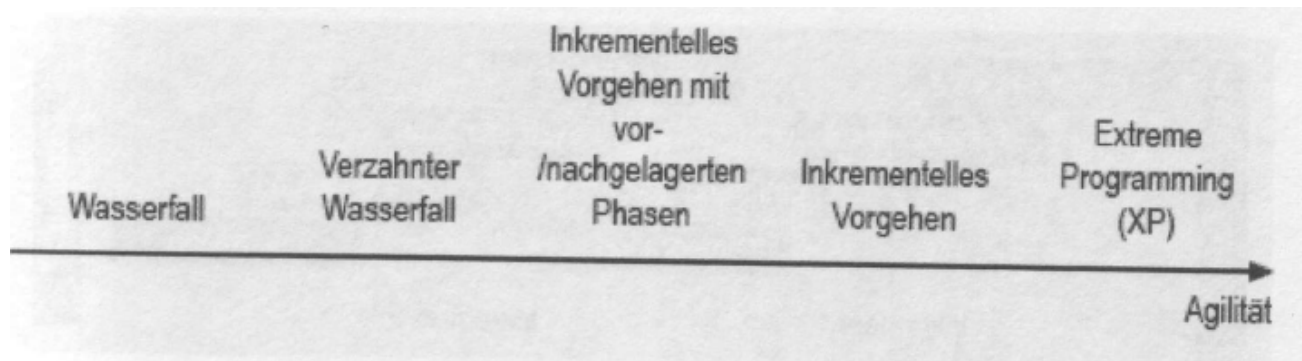 Wasserfall
Verzahnter
Wasserfall
Inkrementelles
Vorgehen mit
vor-
/nachgelagerten
Phasen
Inkrementelles
Vorgehen
Extreme
Programming
(XP)
Agilität